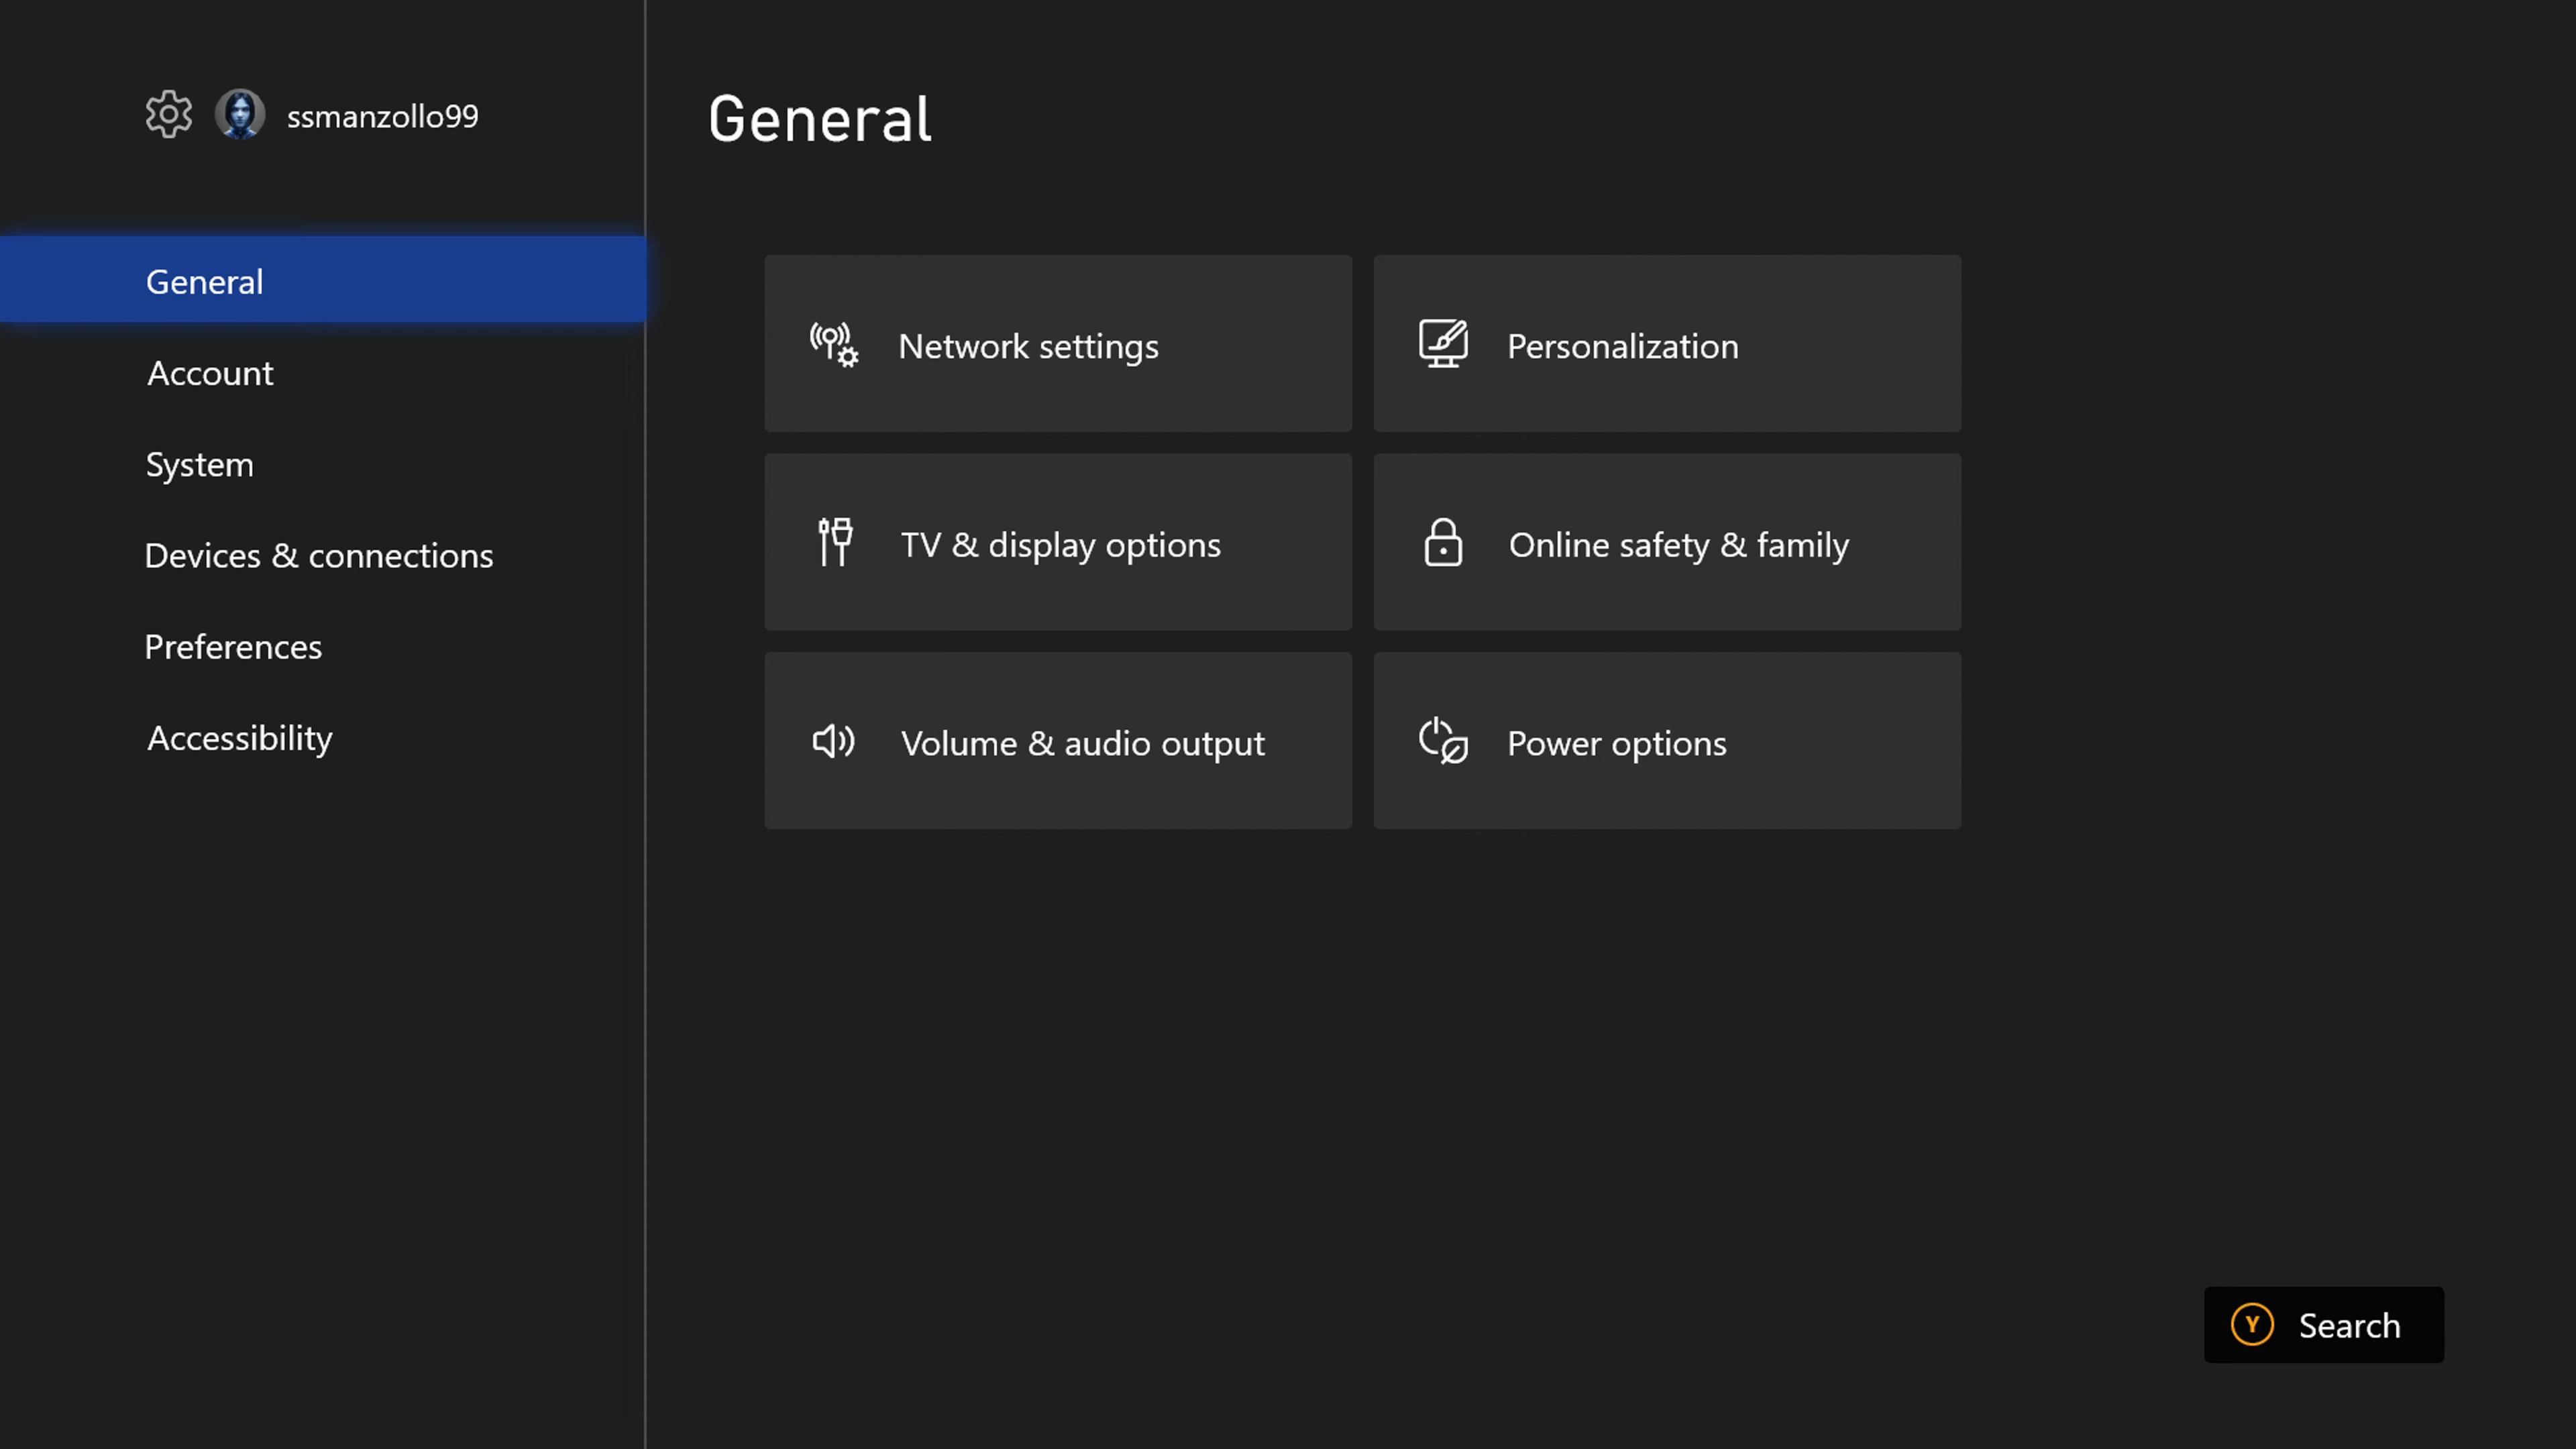 ssmanzollo99
General
Account
System
Devices & connections
Preferences
Accessibility
General
Network settings
Personalization
TV & display options
Online safety & family
Volume & audio output
Power options
Y Search